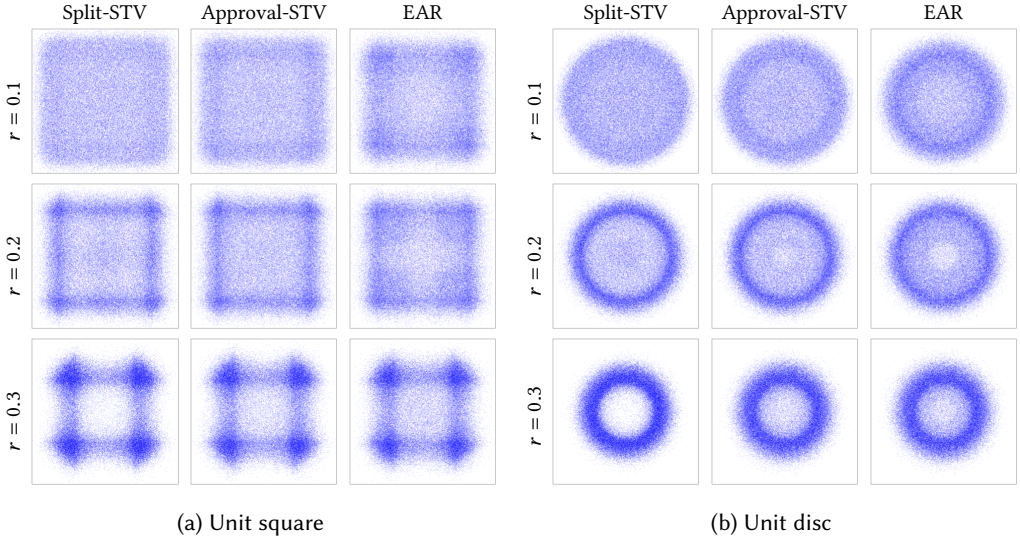 Split-STV Approval-STV EAR Split-STV Approval-STV EAR
r = 0.1 r = 0.1
r = 0.2 r = 0.2
r = 0.3 r = 0.3
(a) Unit square (b) Unit disc